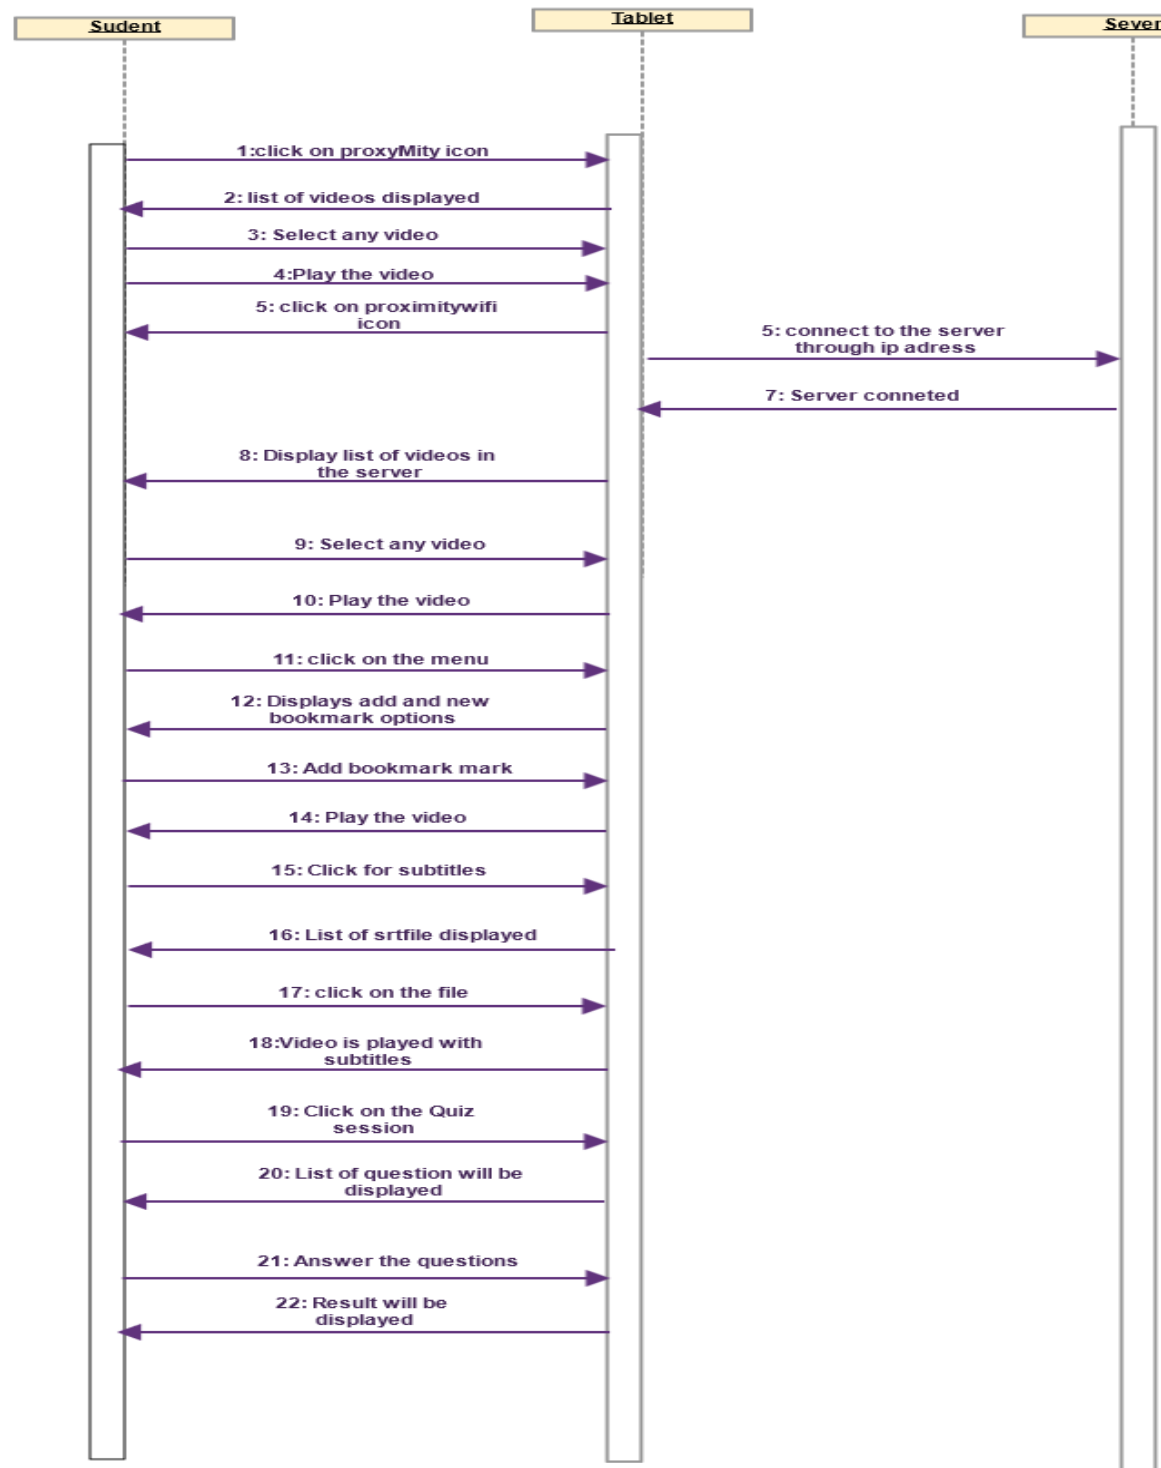 Sudent
Tablet
Sever
1:click on proxyMity icon
2: list of videos displayed
3: Select any video
4:Play the video
5: click on proximitywifi
icon
5: connect to the server
through ip adress
7: Server conneted
8: Display list of videos in
the server
9: Select any video
10: Play the video
11: click on the menu
12: Displays add and new
bookmark options
13: Add bookmark mark
14: Play the video
15: Click for subtitles
16: List of srtfile displayed
17: click on the file
18:Video is played with
subtitles
19: Click on the Quiz
session
20: List of question will be
displayed
21: Answer the questions
22: Result will be
displayed